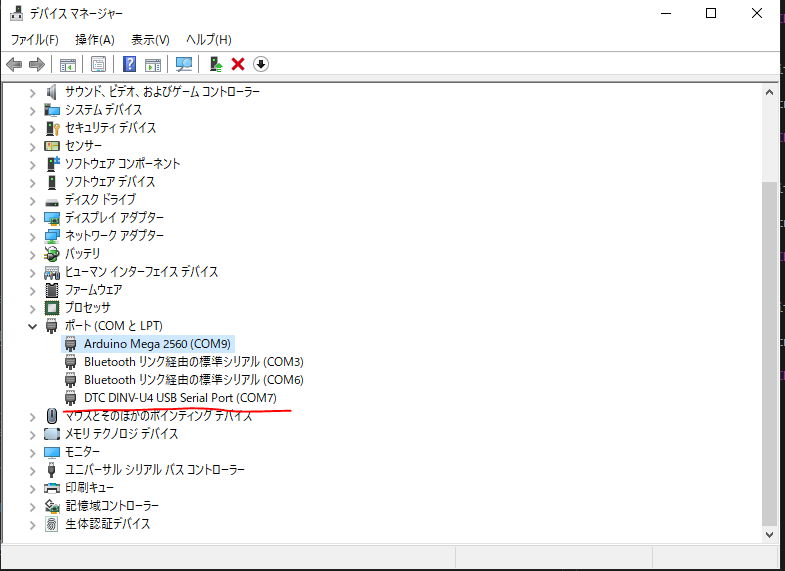 デバイス マネージャー
ファイル(F) 操作(A) 表示(V) ヘルプ(H)
サウンド、ビデオ、およびゲーム コントローラー
システム デバイス
セキュリティ デバイス
センサー
ソフトウェア コンポーネント
ソフトウェア デバイス
ディスク ドライブ
ディスプレイ アダプター
ネットワーク アダプター
バッテリ
ヒューマン インターフェイス デバイス
ファームウェア
プロセッサ
ポート (COM と LPT)
Arduino Mega 2560 (COM9)
Bluetooth リンク経由の標準シリアル (COM3)
Bluetooth リンク経由の標準シリアル (COM6)
DTC DINV-U4 USB Serial Port (COM7)
マウスとそのほかのポインティング デバイス
メモリ テクノロジ デバイス
モニター
ユニバーサル シリアル バス コントローラー
印刷キュー
記憶域コントローラー
生体認証デバイス